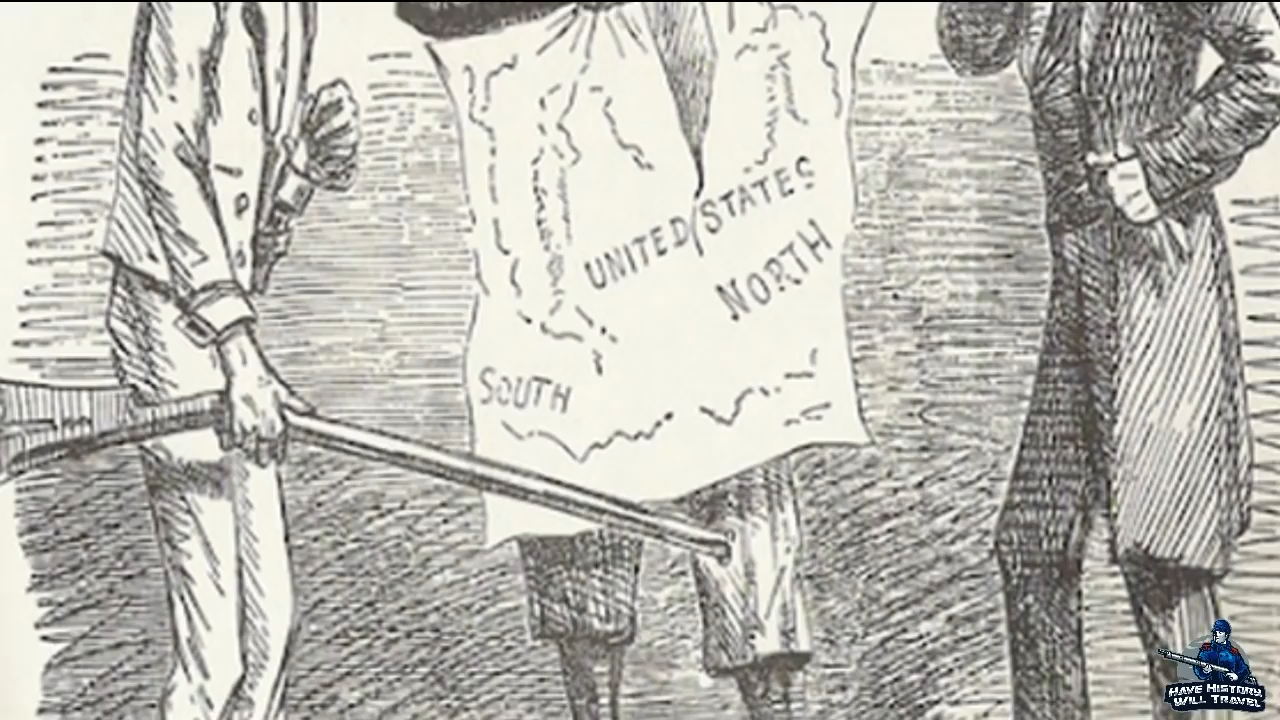 UNITED STATES
NORTH
SOUTH
HAVE HISTORY
WILL TRAVEL